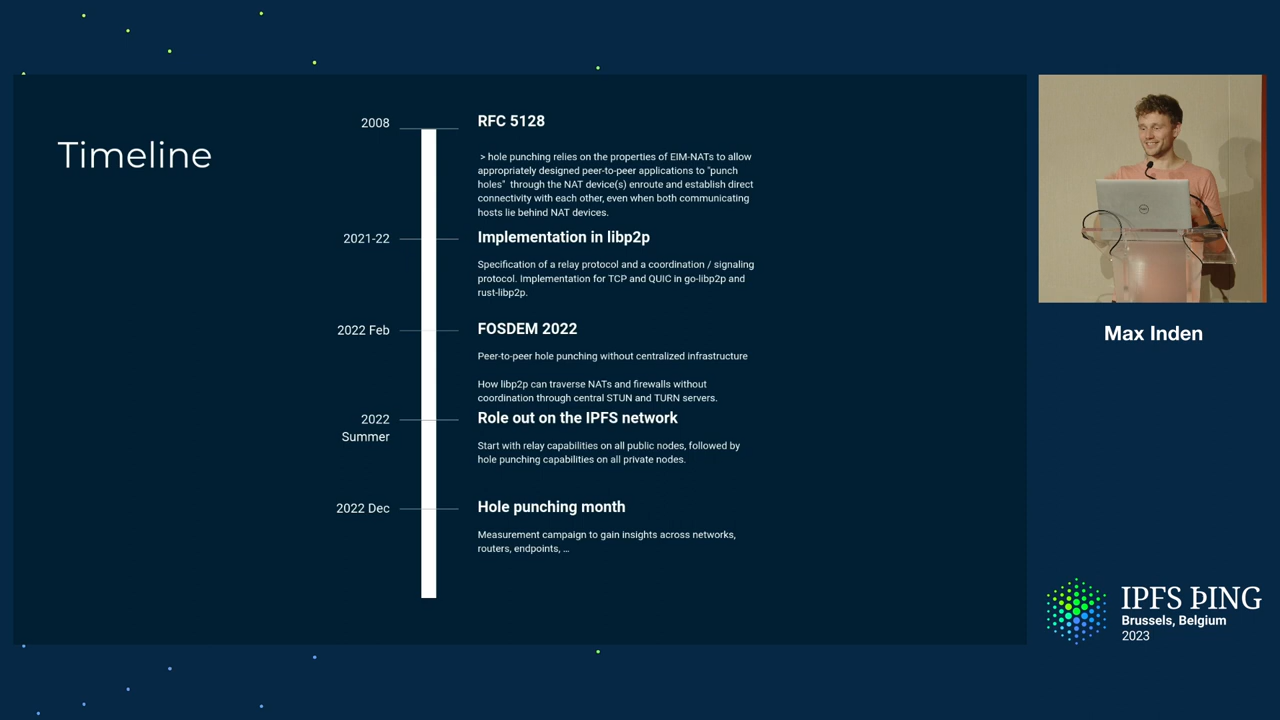 Timeline
2008
RFC 5128
> hole punching relies on the properties of EIM-NATs to allow
appropriately designed peer-to-peer applications to "punch
holes"  through the NAT device(s) enroute and establish direct
connectivity with each other, even when both communicating
hosts lie behind NAT devices.
2021-22
Implementation in libp2p
Specification of a relay protocol and a coordination / signaling
protocol. Implementation for TCP and QUIC in go-libp2p and
rust-libp2p.
2022 Feb
FOSDEM 2022
Peer-to-peer hole punching without centralized infrastructure
How libp2p can traverse NATs and firewalls without
coordination through central STUN and TURN servers.
2022
Summer
Role out on the IPFS network
Start with relay capabilities on all public nodes, followed by
hole punching capabilities on all private nodes.
2022 Dec
Hole punching month
Measurement campaign to gain insights across networks,
routers, endpoints, …
Max Inden
IPFS ÞING
Brussels, Belgium
2023